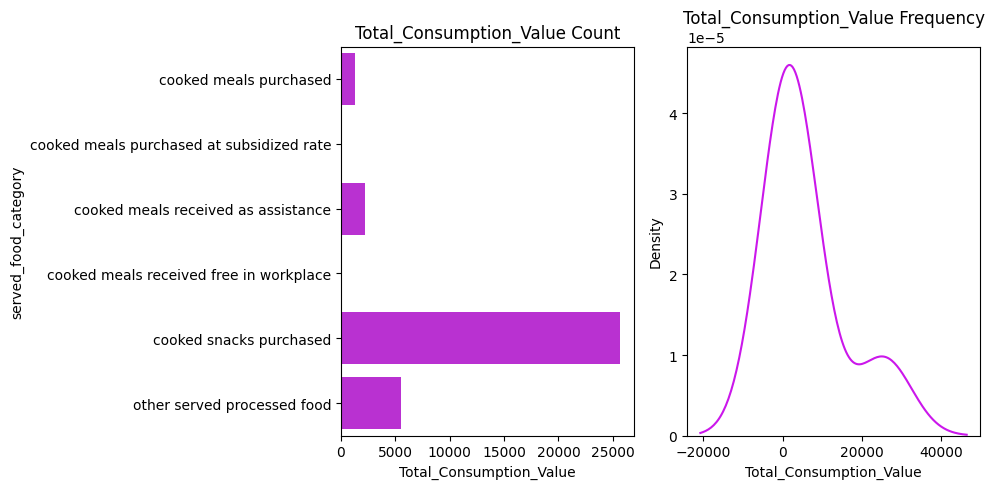 Total_Consumption_Value Count
served_food_category
cooked meals purchased
cooked meals purchased at subsidized rate
cooked meals received as assistance
cooked meals received free in workplace
cooked snacks purchased
other served processed food
0 5000 10000 15000 20000 25000
Total_Consumption_Value
Total_Consumption_Value Frequency
1e−5
Density
4
3
2
1
0
−20000 0 20000 40000
Total_Consumption_Value